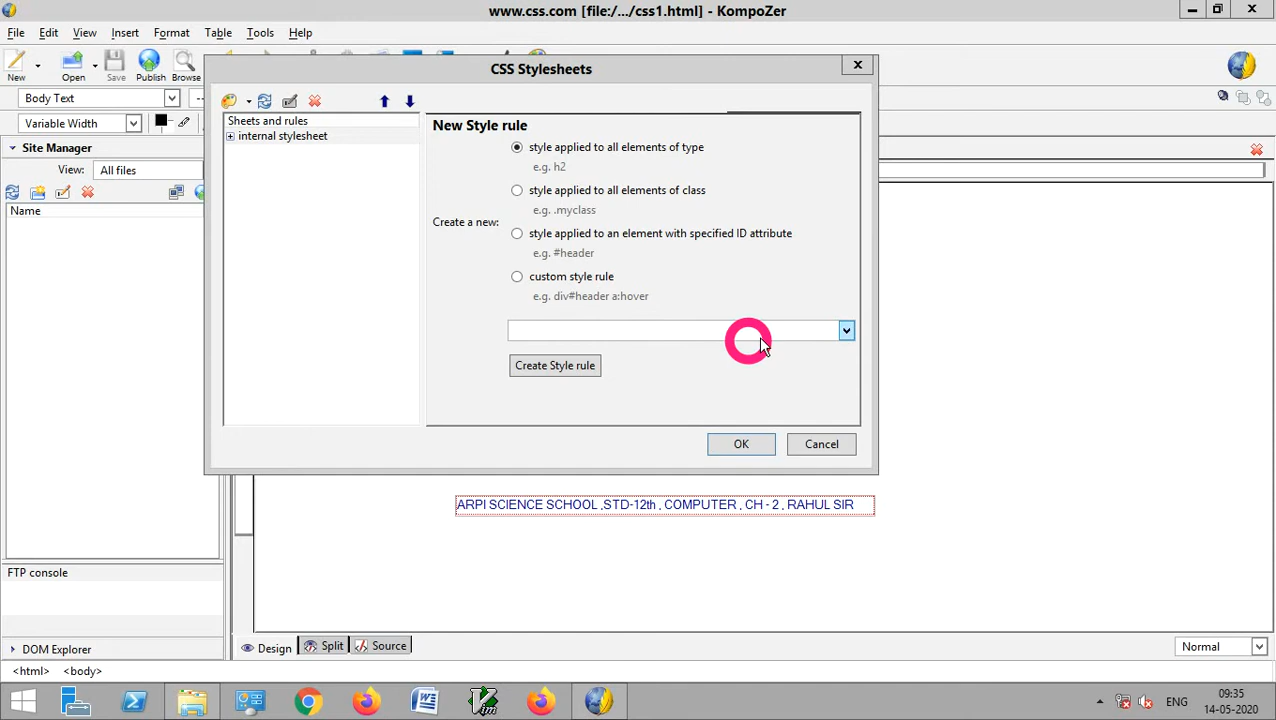 www.css.com [file:/.../css1.html] - KompoZer
File Edit View Insert Format Table Tools Help
New Open Save Publish Browse
CSS Stylesheets
Body Text
Variable Width
Site Manager
View: All files
Name
Sheets and rules
internal stylesheet
New Style rule
style applied to all elements of type
e.g. h2
style applied to all elements of class
e.g. .myclass
Create a new:
style applied to an element with specified ID attribute
e.g. #header
custom style rule
e.g. div#header a:hover
Create Style rule
OK Cancel
ARPI SCIENCE SCHOOL ,STD-12th , COMPUTER , CH - 2 , RAHUL SIR
FTP console
DOM Explorer
Design Split Source
Normal
<html> <body>
ENG
09:35
14-05-2020